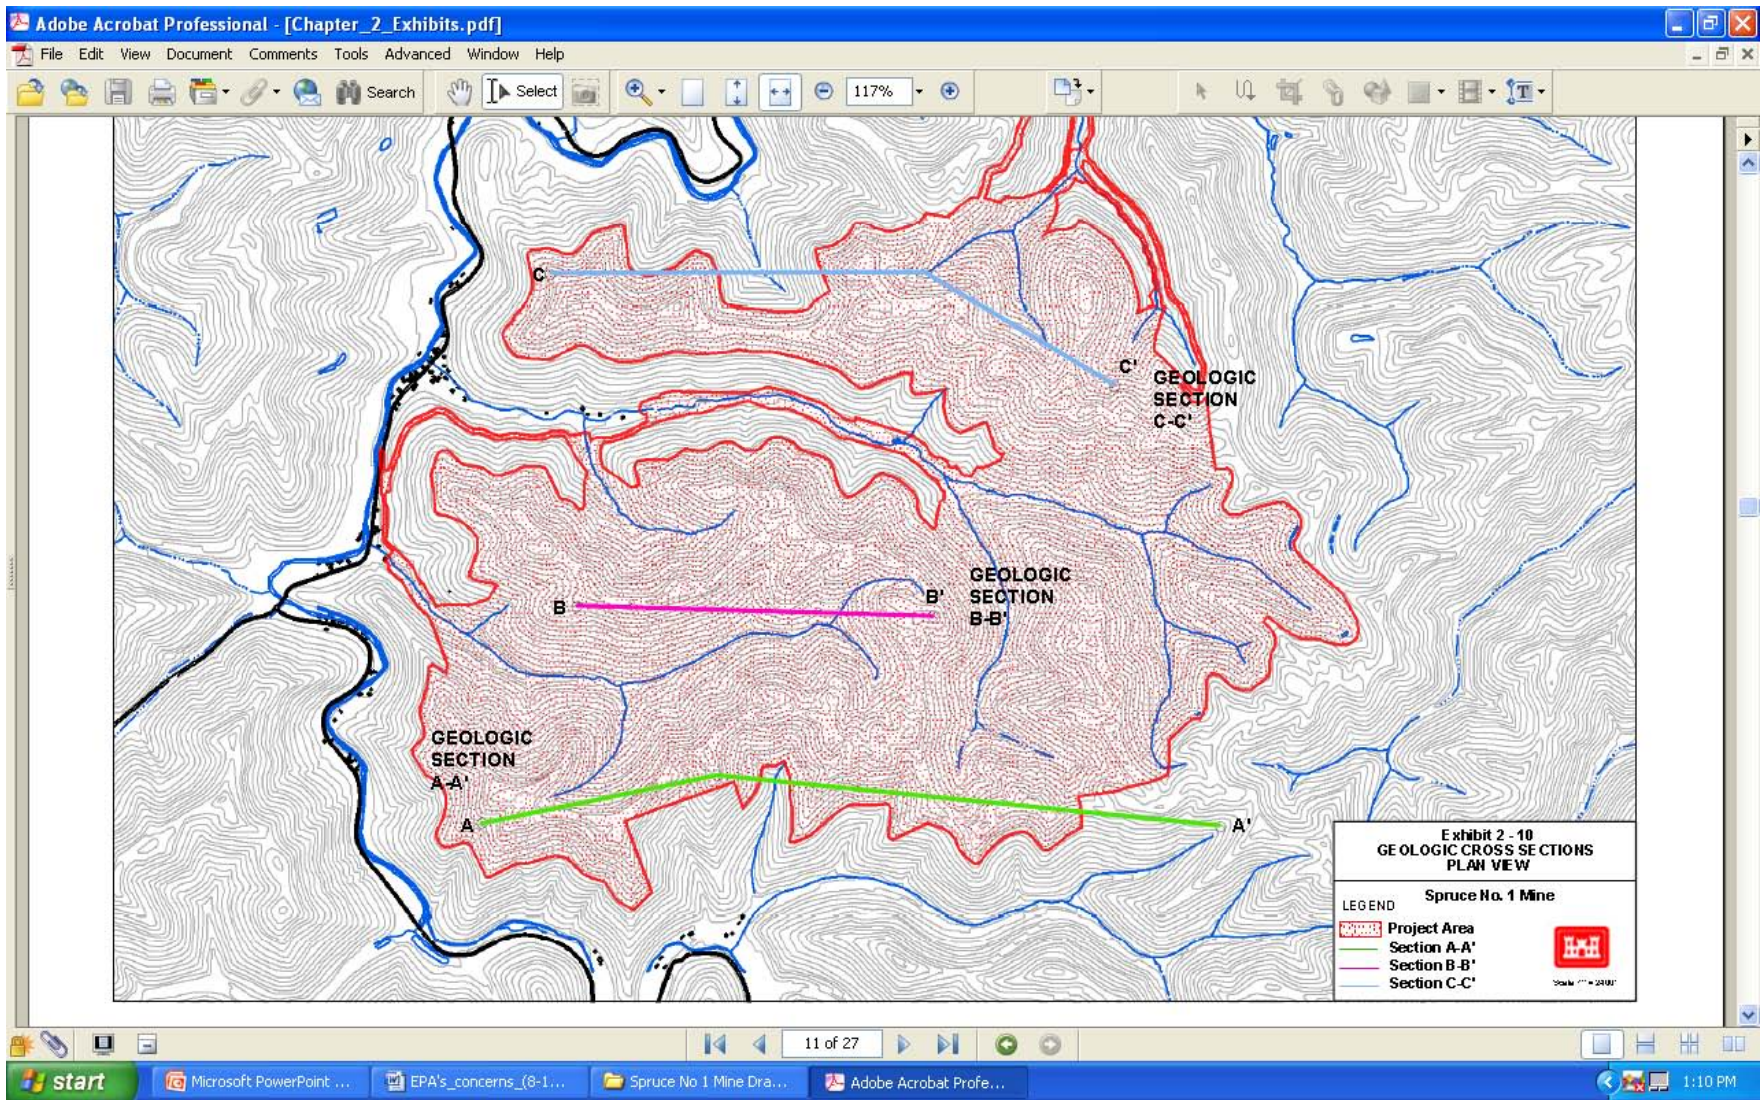 Adobe Acrobat Professional - [Chapter_2_Exhibits.pdf]
File Edit View Document Comments Tools Advanced Window Help
Search Select 117%
C
C'
GEOLOGIC
SECTION
C-C'
B
B'
GEOLOGIC
SECTION
B-B'
GEOLOGIC
SECTION
A-A'
A
A'
Exhibit 2 - 10
GEOLOGIC CROSS SECTIONS
PLAN VIEW
Spruce No. 1 Mine
LEGEND
Project Area
Section A-A'
Section B-B'
Section C-C'
Scale 1" = 2400'
11 of 27
start Microsoft PowerPoint ... EPA's_concerns_(8-1... Spruce No 1 Mine Dra... Adobe Acrobat Profe... 1:10 PM